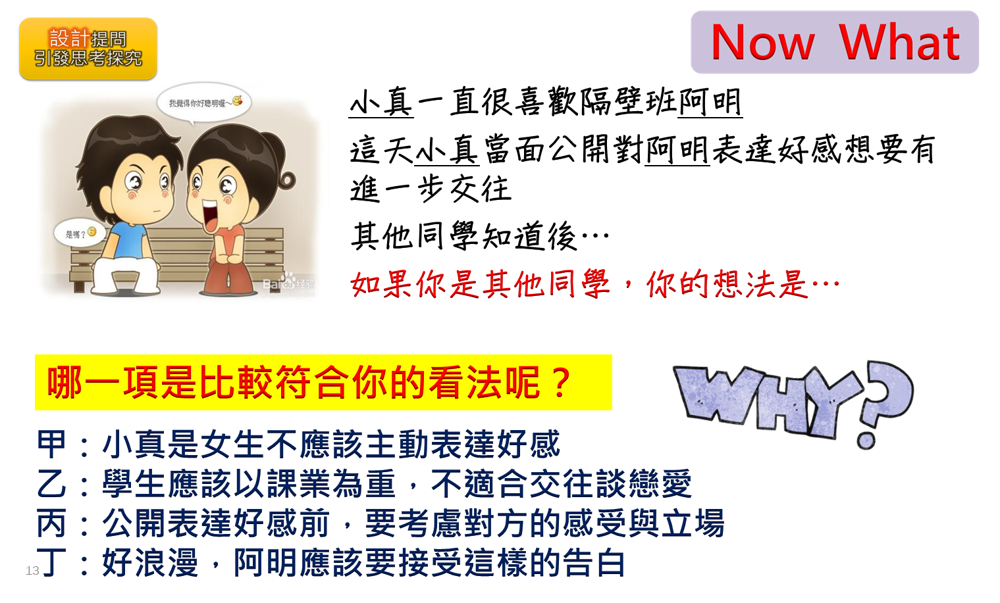 設計提問
引發思考探究
Now What
我覺得你好聰明喔～
是嗎？
Bai 经验
小真一直很喜歡隔壁班阿明
這天小真當面公開對阿明表達好感想要有
進一步交往
其他同學知道後…
如果你是其他同學，你的想法是…
哪一項是比較符合你的看法呢？
WHY?
甲：小真是女生不應該主動表達好感
乙：學生應該以課業為重，不適合交往談戀愛
丙：公開表達好感前，要考慮對方的感受與立場
丁：好浪漫，阿明應該要接受這樣的告白
13